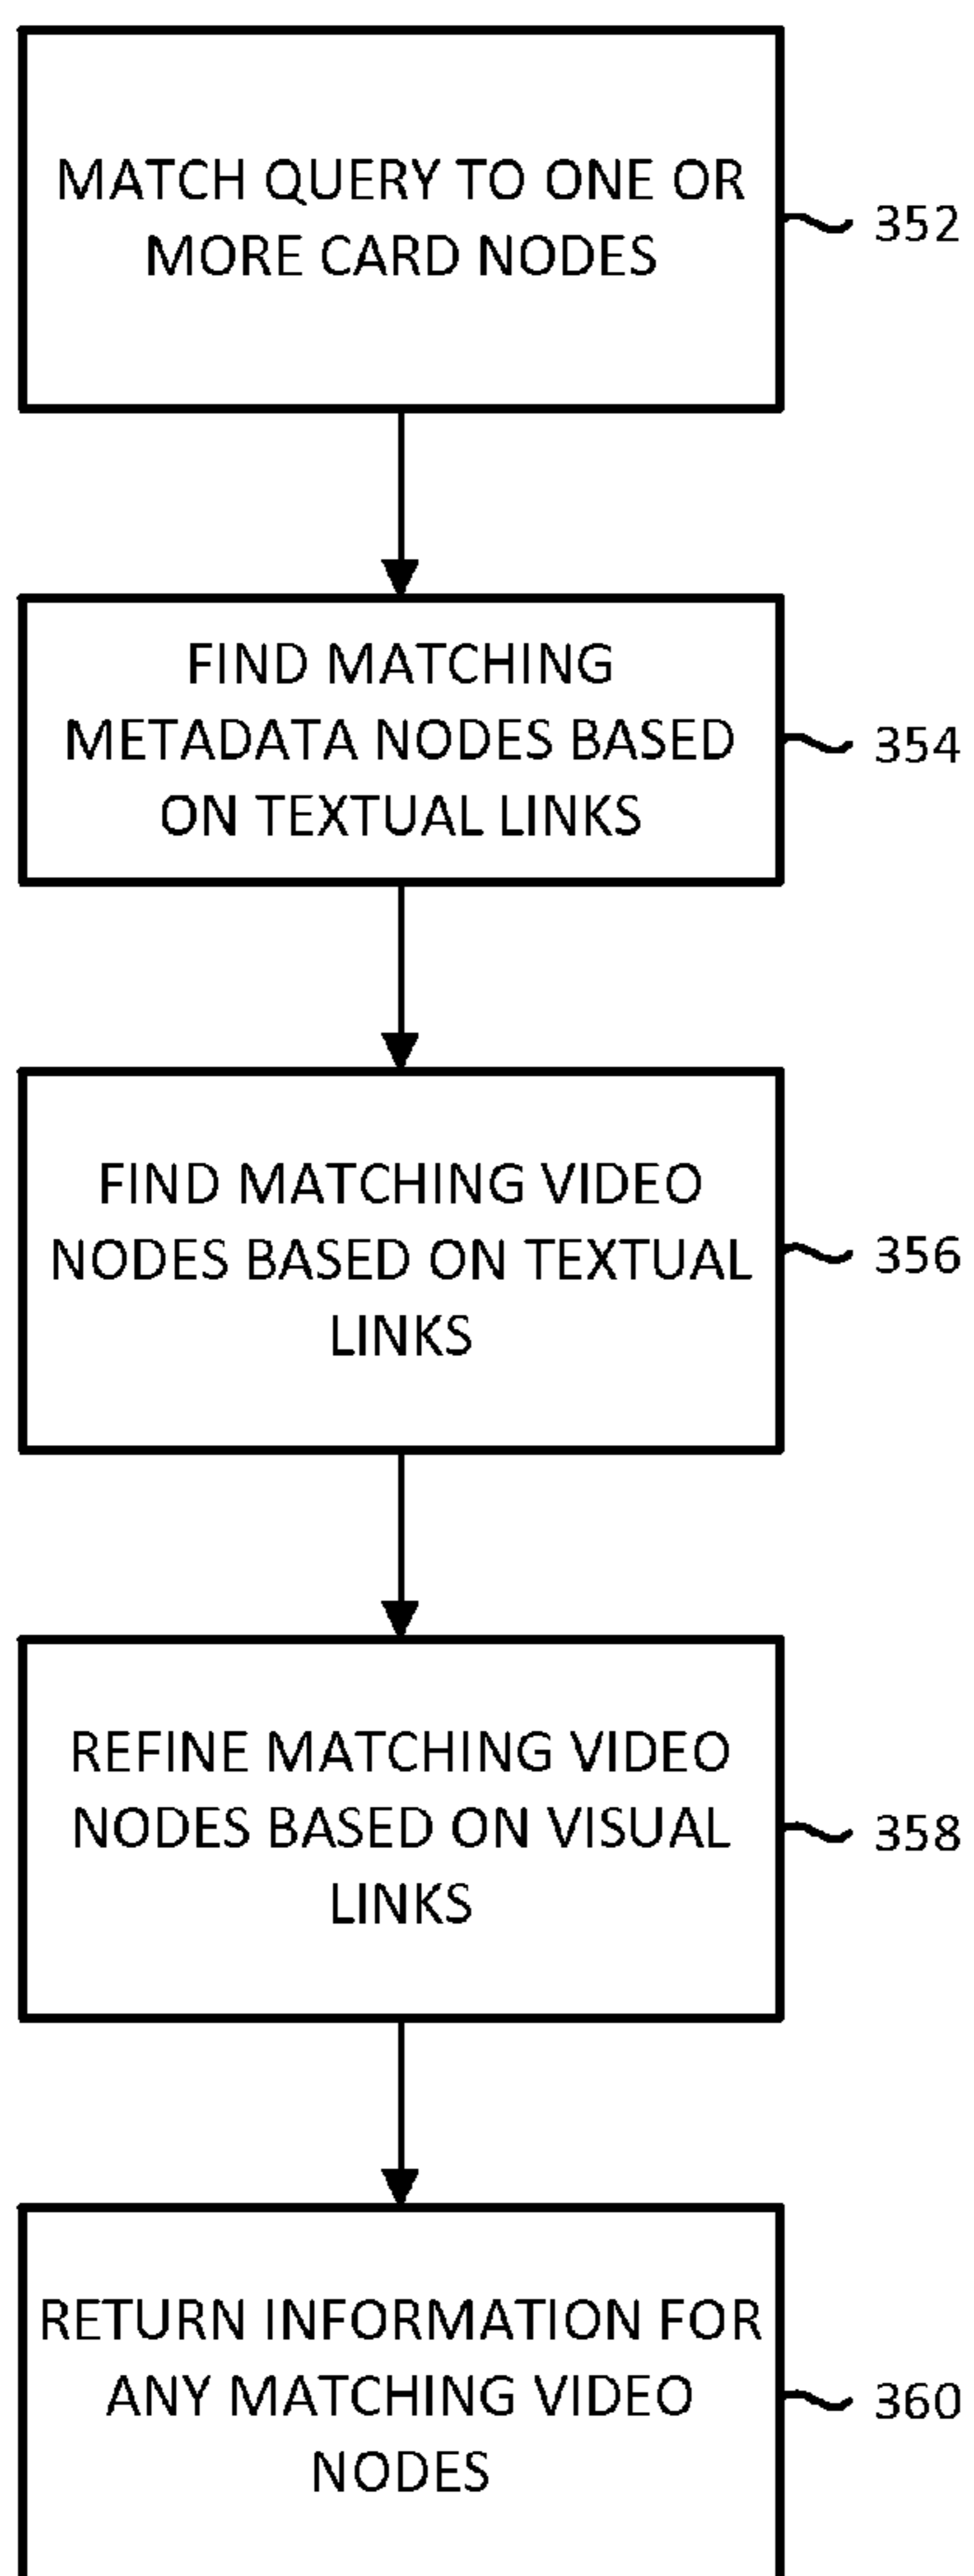 MATCH QUERY TO ONE OR
MORE CARD NODES
352
FIND MATCHING
METADATA NODES BASED
ON TEXTUAL LINKS
354
FIND MATCHING VIDEO
NODES BASED ON TEXTUAL
LINKS
356
REFINE MATCHING VIDEO
NODES BASED ON VISUAL
LINKS
358
RETURN INFORMATION FOR
ANY MATCHING VIDEO
NODES
360